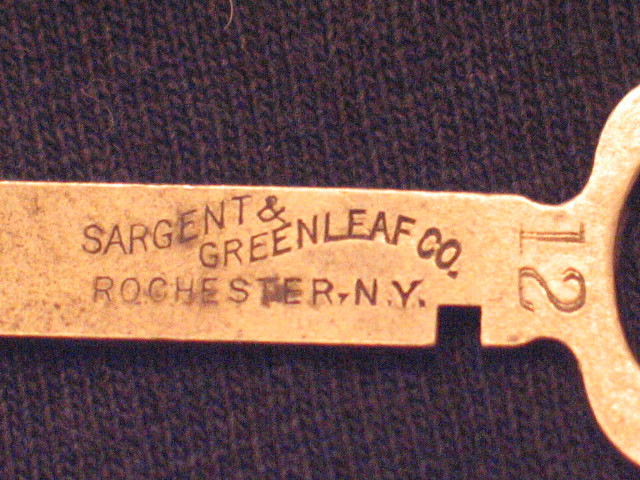 SARGENT &
GREENLEAF CO.
ROCHESTER, N.Y.
12